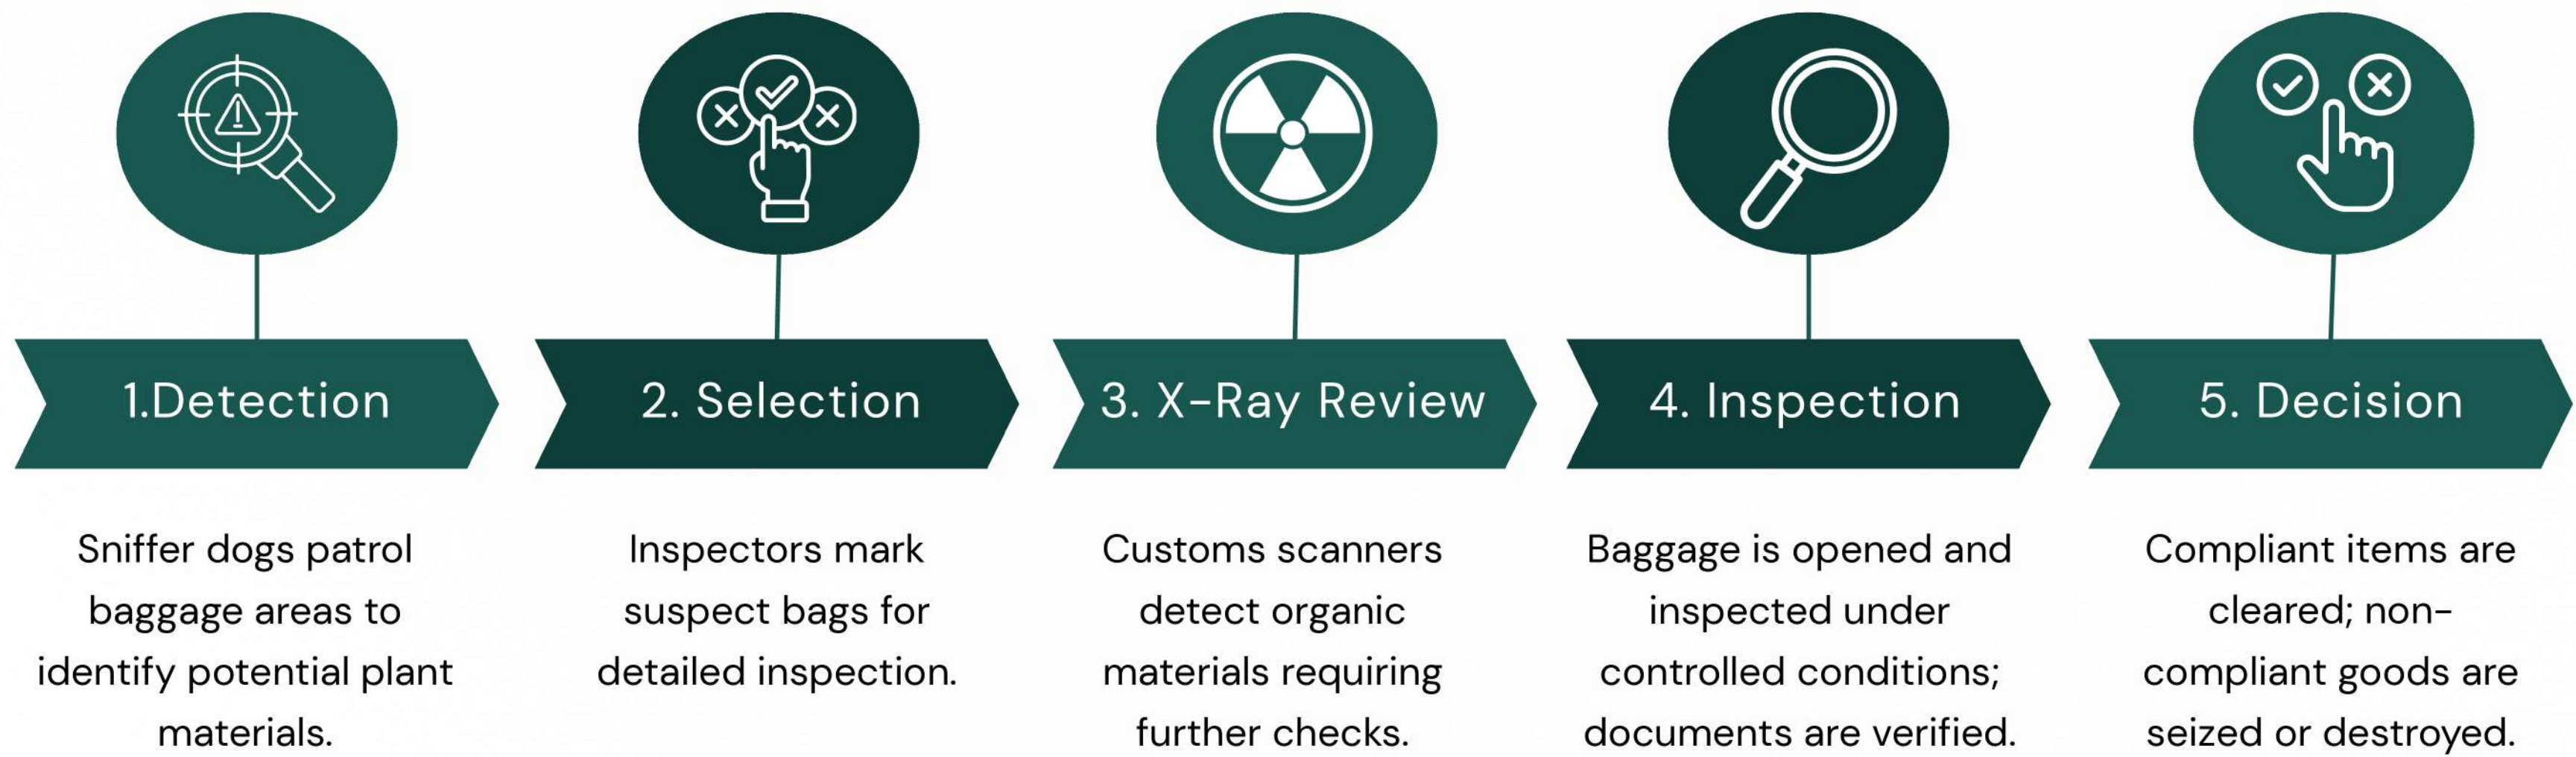 1.Detection
Sniffer dogs patrol
baggage areas to
identify potential plant
materials.
2. Selection
Inspectors mark
suspect bags for
detailed inspection.
3. X-Ray Review
Customs scanners
detect organic
materials requiring
further checks.
4. Inspection
Baggage is opened and
inspected under
controlled conditions;
documents are verified.
5. Decision
Compliant items are
cleared; non-
compliant goods are
seized or destroyed.